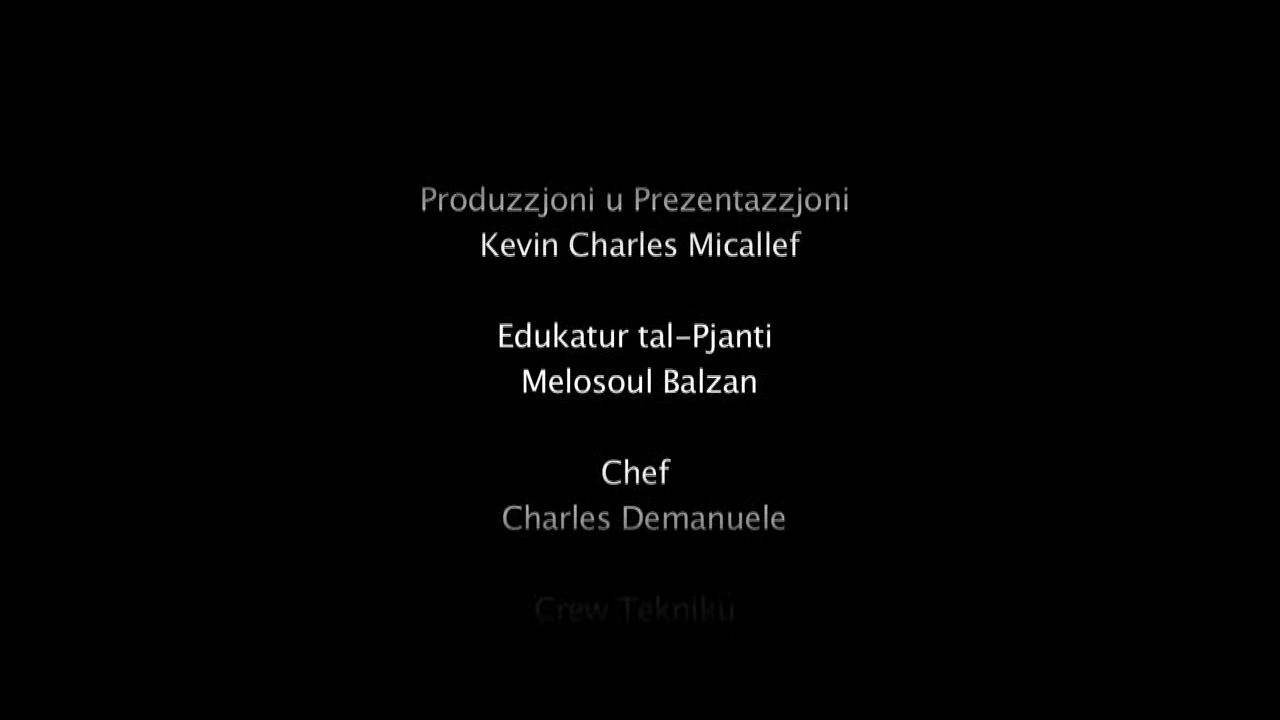 Produzzjoni u Prezentazzjoni
Kevin Charles Micallef
Edukatur tal-Pjanti
Melosoul Balzan
Chef
Charles Demanuele
Crew Tekniku